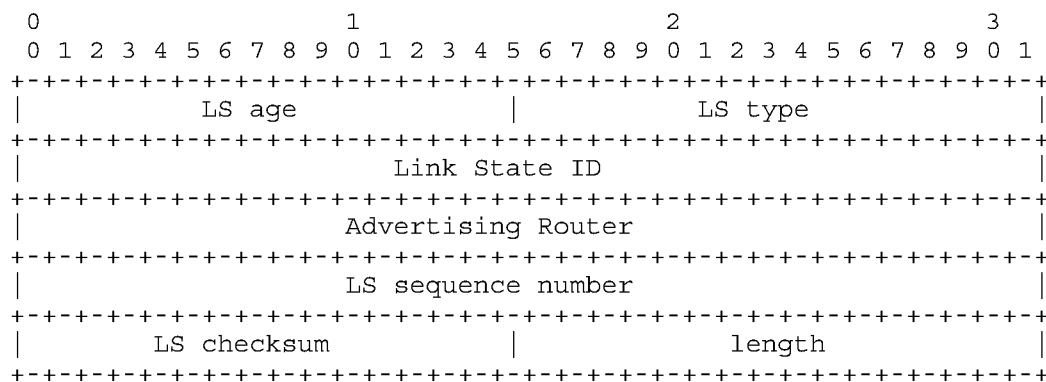 0                   1                   2                   3
0 1 2 3 4 5 6 7 8 9 0 1 2 3 4 5 6 7 8 9 0 1 2 3 4 5 6 7 8 9 0 1
+-+-+-+-+-+-+-+-+-+-+-+-+-+-+-+-+-+-+-+-+-+-+-+-+-+-+-+-+-+-+-+-+
|           LS age              |           LS type             |
+-+-+-+-+-+-+-+-+-+-+-+-+-+-+-+-+-+-+-+-+-+-+-+-+-+-+-+-+-+-+-+-+
|                       Link State ID                           |
+-+-+-+-+-+-+-+-+-+-+-+-+-+-+-+-+-+-+-+-+-+-+-+-+-+-+-+-+-+-+-+-+
|                    Advertising Router                         |
+-+-+-+-+-+-+-+-+-+-+-+-+-+-+-+-+-+-+-+-+-+-+-+-+-+-+-+-+-+-+-+-+
|                    LS sequence number                         |
+-+-+-+-+-+-+-+-+-+-+-+-+-+-+-+-+-+-+-+-+-+-+-+-+-+-+-+-+-+-+-+-+
|        LS checksum            |             length            |
+-+-+-+-+-+-+-+-+-+-+-+-+-+-+-+-+-+-+-+-+-+-+-+-+-+-+-+-+-+-+-+-+